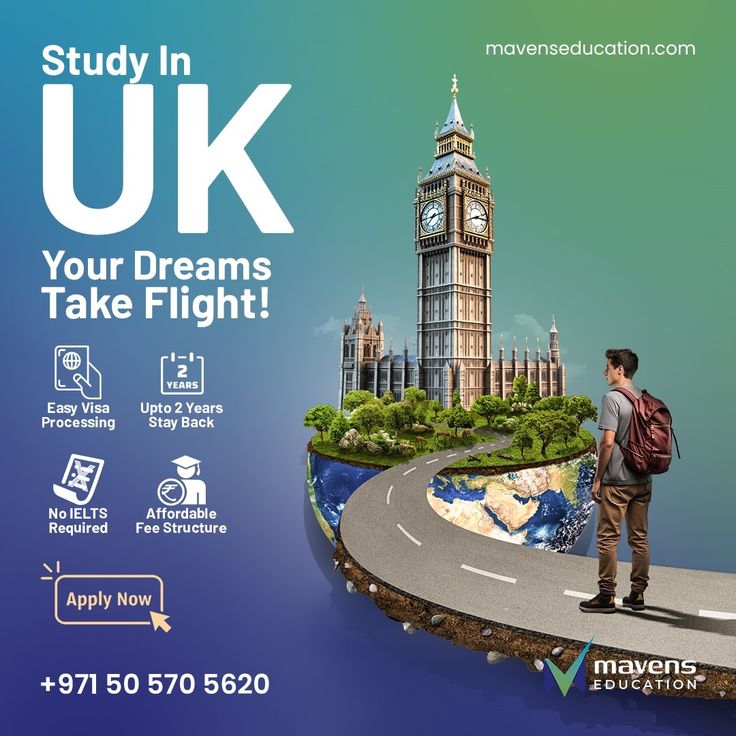 Study In
mavenseducation.com
UK
Your Dreams
Take Flight!
Easy Visa
Processing
2
YEARS
Upto 2 Years
Stay Back
No IELTS
Required
₹
Affordable
Fee Structure
Apply Now
+971 50 570 5620
mavens
EDUCATION